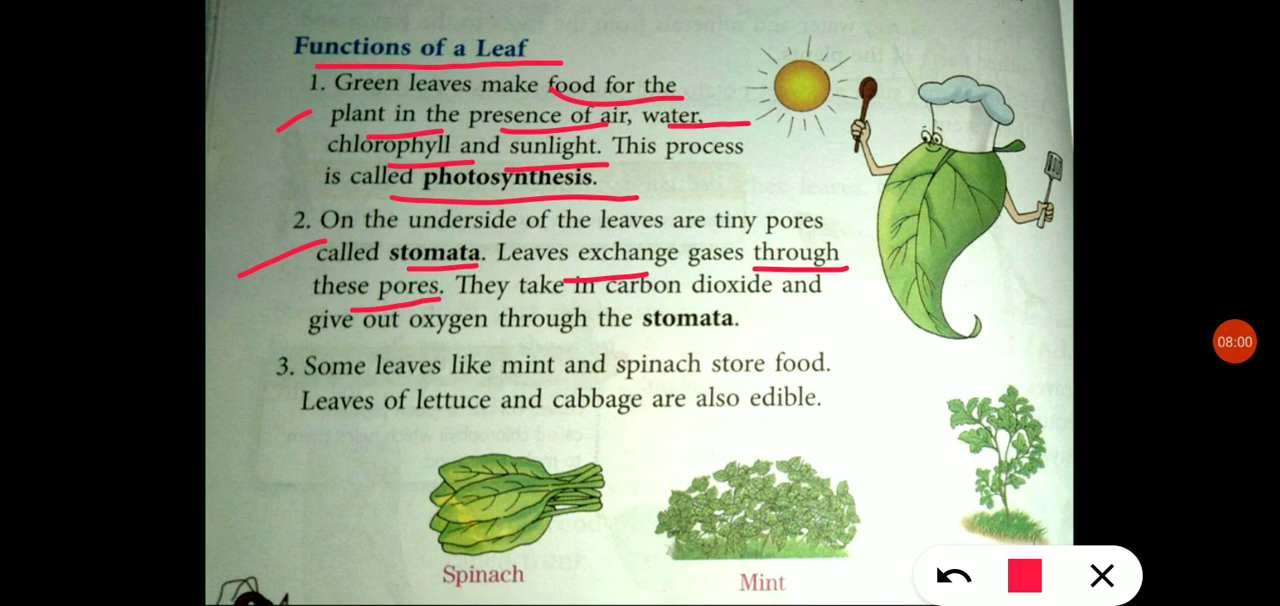 Functions of a Leaf
1. Green leaves make food for the
plant in the presence of air, water,
chlorophyll and sunlight. This process
is called photosynthesis.
2. On the underside of the leaves are tiny pores
called stomata. Leaves exchange gases through
these pores. They take in carbon dioxide and
give out oxygen through the stomata.
3. Some leaves like mint and spinach store food.
Leaves of lettuce and cabbage are also edible.
Spinach
Mint
08:00